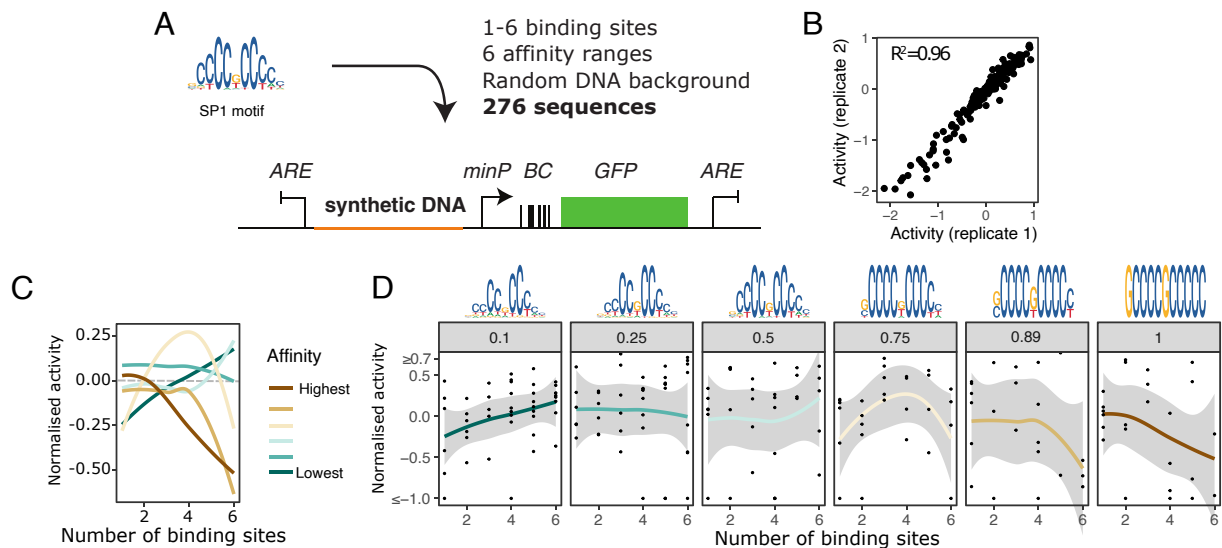 A
1-6 binding sites
6 affinity ranges
Random DNA background
276 sequences
SP1 motif
ARE
synthetic DNA
minP
BC
GFP
ARE
B
R²=0.96
Activity (replicate 2)
1
0
−1
−2
−2 −1 0 1
Activity (replicate 1)
C
Normalised activity
0.25
0.00
-0.25
-0.50
2 4 6
Number of binding sites
Affinity
Highest
Lowest
D
0.1 0.25 0.5 0.75 0.89 1
Normalised activity
≥0.7
0.5
0.0
−0.5
≤−1.0
2 4 6 2 4 6 2 4 6 2 4 6 2 4 6 2 4 6
Number of binding sites